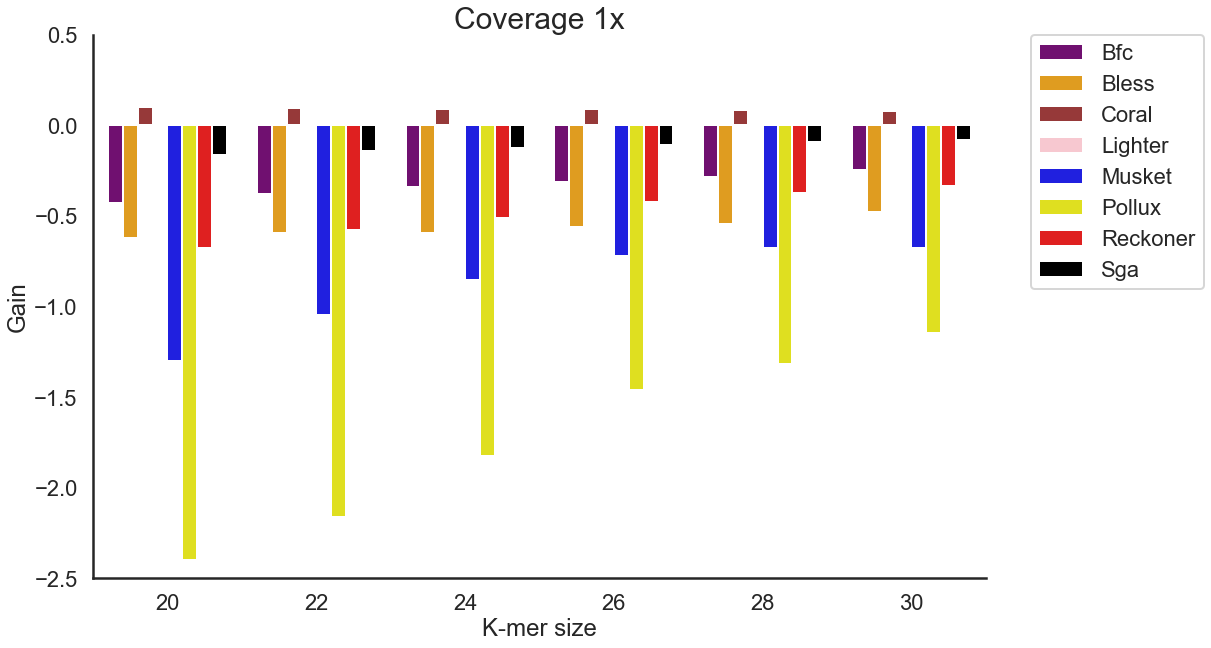 Coverage 1x
0.5
0.0
−0.5
−1.0
−1.5
−2.0
−2.5
Gain
20 22 24 26 28 30
K-mer size
Bfc
Bless
Coral
Lighter
Musket
Pollux
Reckoner
Sga